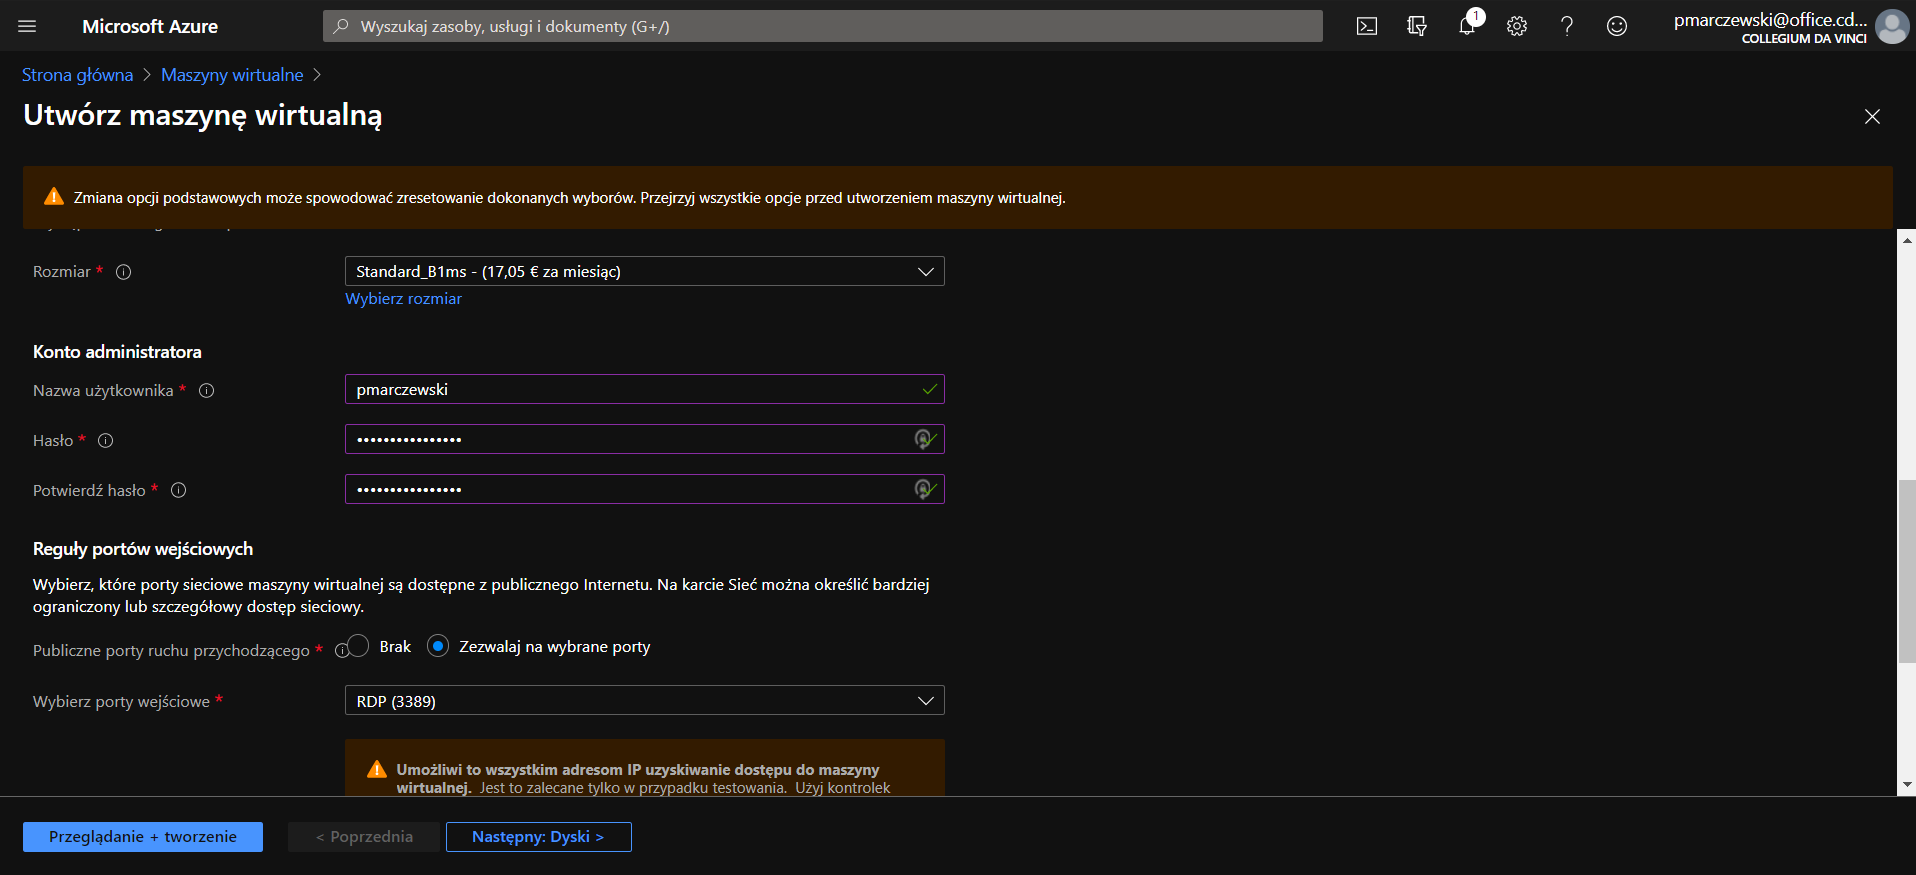 Microsoft Azure
Wyszukaj zasoby, usługi i dokumenty (G+/)
1
pmarczewski@office.cd...
COLLEGIUM DA VINCI
Strona główna > Maszyny wirtualne >
Utwórz maszynę wirtualną
Zmiana opcji podstawowych może spowodować zresetowanie dokonanych wyborów. Przejrzyj wszystkie opcje przed utworzeniem maszyny wirtualnej.
Rozmiar *
Standard_B1ms - (17,05 € za miesiąc)
Wybierz rozmiar
Konto administratora
Nazwa użytkownika *
pmarczewski
Hasło *
••••••••••••••••
Potwierdź hasło *
••••••••••••••••
Reguły portów wejściowych
Wybierz, które porty sieciowe maszyny wirtualnej są dostępne z publicznego Internetu. Na karcie Sieć można określić bardziej
ograniczony lub szczegółowy dostęp sieciowy.
Publiczne porty ruchu przychodzącego *
Brak
Zezwalaj na wybrane porty
Wybierz porty wejściowe *
RDP (3389)
Umożliwi to wszystkim adresom IP uzyskiwanie dostępu do maszyny
wirtualnej. Jest to zalecane tylko w przypadku testowania. Użyj kontrolek
Przeglądanie + tworzenie
< Poprzednia
Następny: Dyski >